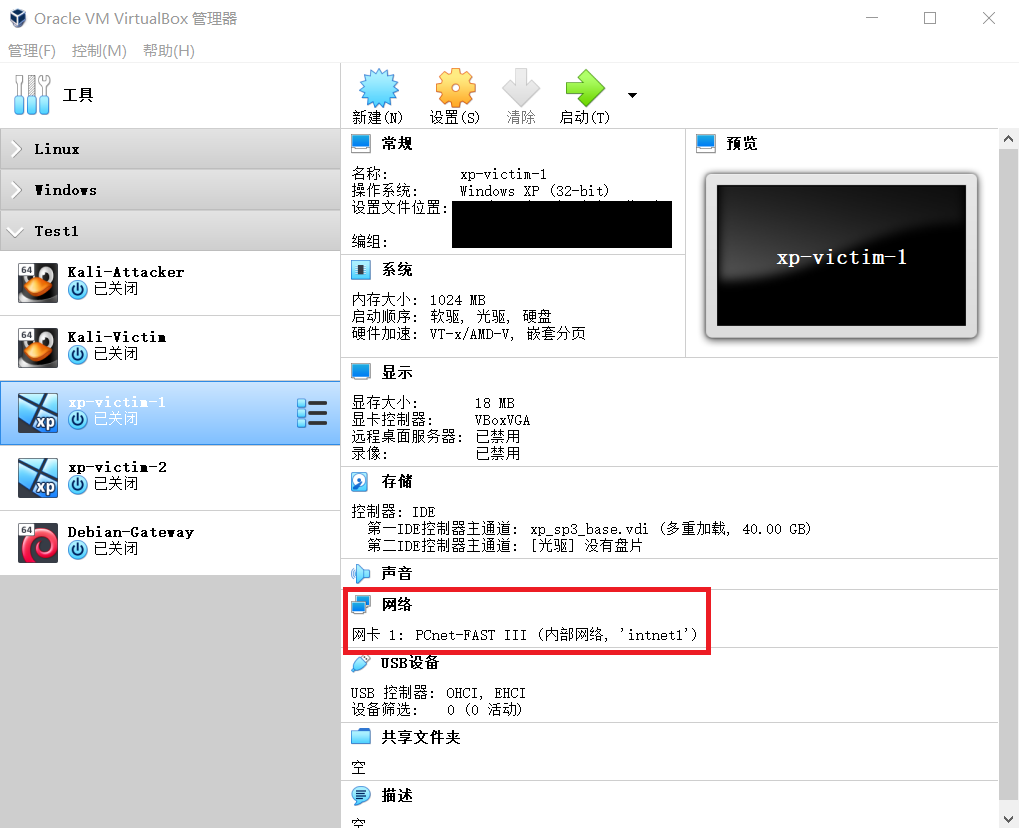 Oracle VM VirtualBox 管理器
管理(F) 控制(M) 帮助(H)
工具
新建(N) 设置(S) 清除 启动(T)
Linux
Windows
Test1
64
Kali-Attacker
已关闭
64
Kali-Victim
已关闭
xp
xp-victim-1
已关闭
xp
xp-victim-2
已关闭
64
Debian-Gateway
已关闭
常规
名称: xp-victim-1
操作系统: Windows XP (32-bit)
设置文件位置:
编组:
预览
xp-victim-1
系统
内存大小: 1024 MB
启动顺序: 软驱, 光驱, 硬盘
硬件加速: VT-x/AMD-V, 嵌套分页
显示
显存大小: 18 MB
显卡控制器: VBoxVGA
远程桌面服务器: 已禁用
录像: 已禁用
存储
控制器: IDE
第一IDE控制器主通道: xp_sp3_base.vdi (多重加载, 40.00 GB)
第二IDE控制器主通道: [光驱] 没有盘片
声音
网络
网卡 1: PCnet-FAST III (内部网络, 'intnet1')
USB设备
USB 控制器: OHCI, EHCI
设备筛选: 0 (0 活动)
共享文件夹
空
描述
空